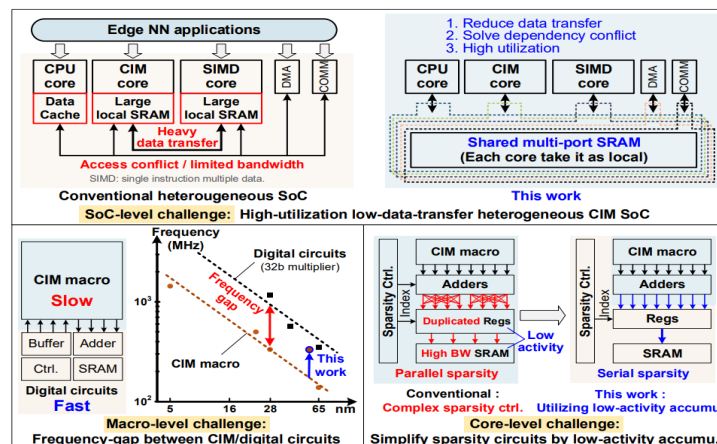 Edge NN applications
CPU core
CIM core
SIMD core
DMA
COMM
Data Cache
Large local SRAM
Large local SRAM
Heavy data transfer
Access conflict / limited bandwidth
SIMD: single instruction multiple data.
Conventional heterogeneous SoC
1. Reduce data transfer
2. Solve dependency conflict
3. High utilization
CPU core
CIM core
SIMD core
DMA
COMM
Shared multi-port SRAM
(Each core take it as local)
This work
SoC-level challenge: High-utilization low-data-transfer heterogeneous CIM SoC
CIM macro
Slow
Buffer
Adder
Ctrl.
SRAM
Digital circuits
Fast
Frequency
(MHz)
Digital circuits
(32b multiplier)
Frequency gap
CIM macro
This work
10³
10²
5
16
28
65
nm
Macro-level challenge:
Frequency-gap between CIM/digital circuits
Sparsity Ctrl.
Index
CIM macro
Adders
Duplicated Regs
Low activity
High BW SRAM
Parallel sparsity
Conventional :
Complex sparsity ctrl.
Sparsity Ctrl.
Index
CIM macro
Adders
Regs
SRAM
Serial sparsity
This work :
Utilizing low-activity accumu.
Core-level challenge:
Simplify sparsity circuits by low-activity accumu.